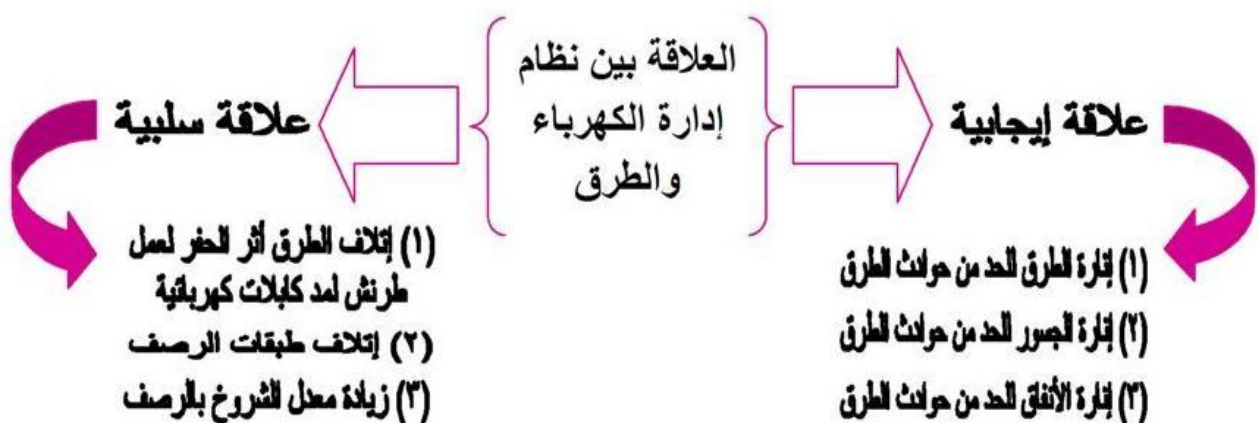 العلاقة بين نظام
إدارة الكهرباء
والطرق
علاقة إيجابية
(١) إنارة الطرق للحد من حوادث الطرق
(٢) إنارة الجسور للحد من حوادث الطرق
(٣) إنارة الأنفاق للحد من حوادث الطرق
علاقة سلبية
(١) إتلاف الطرق أثر الحفر لعمل
طرنش لمد كابلات كهربائية
(٢) إتلاف طبقات الرصف
(٣) زيادة معدل الشروخ بالرصف